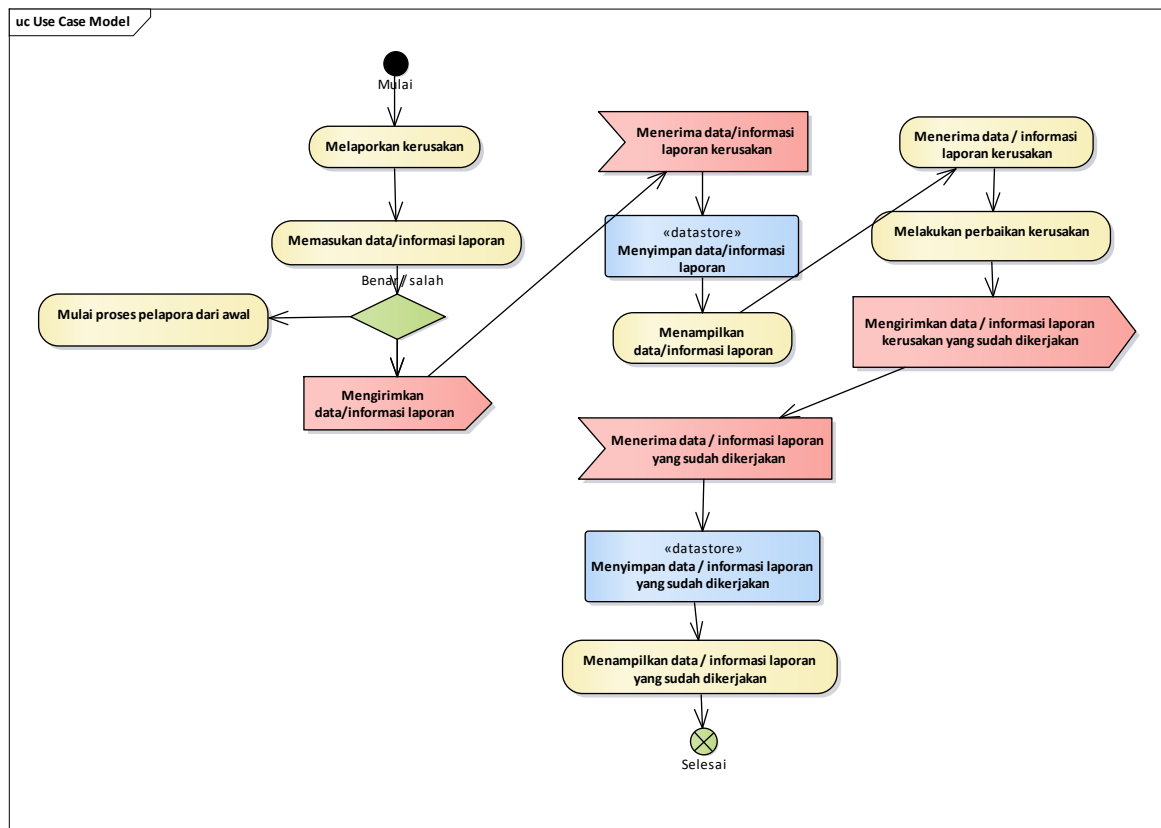 uc Use Case Model
Mulai
Melaporkan kerusakan
Memasukan data/informasi laporan
Benar / salah
Mulai proses pelapora dari awal
Mengirimkan
data/informasi laporan
Menerima data/informasi
laporan kerusakan
«datastore»
Menyimpan data/informasi
laporan
Menampilkan
data/informasi laporan
Menerima data / informasi
laporan kerusakan
Melakukan perbaikan kerusakan
Mengirimkan data / informasi laporan
kerusakan yang sudah dikerjakan
Menerima data / informasi laporan
yang sudah dikerjakan
«datastore»
Menyimpan data / informasi laporan
yang sudah dikerjakan
Menampilkan data / informasi laporan
yang sudah dikerjakan
Selesai